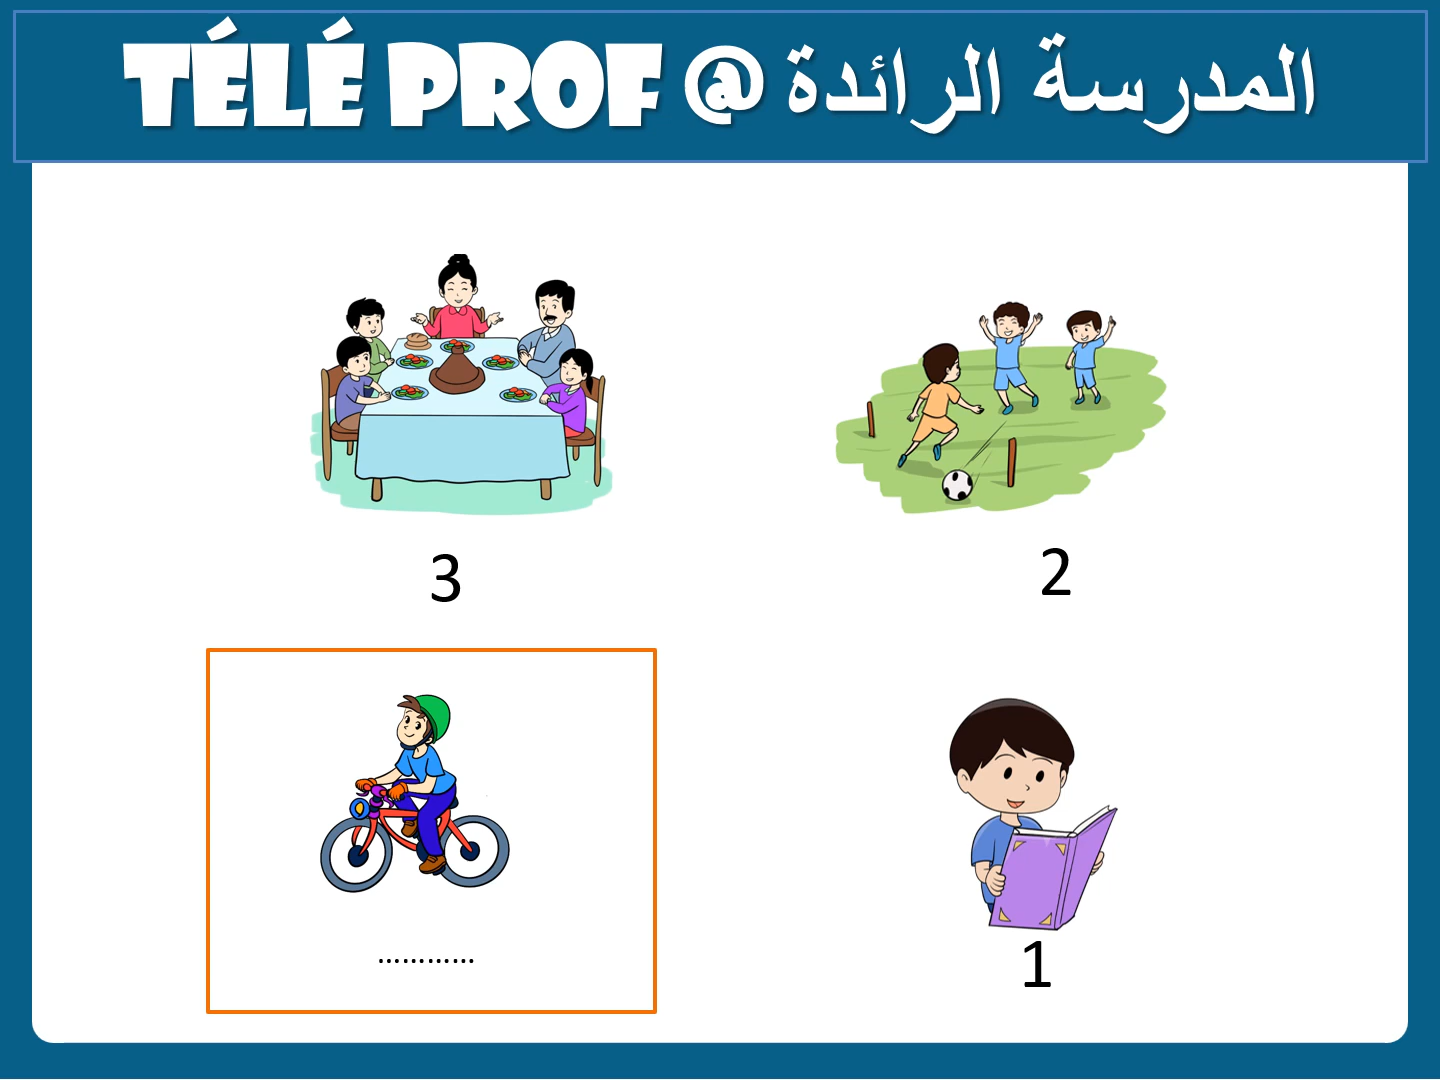 TÉLÉ PROF @ المدرسة الرائدة
3
2
............
1